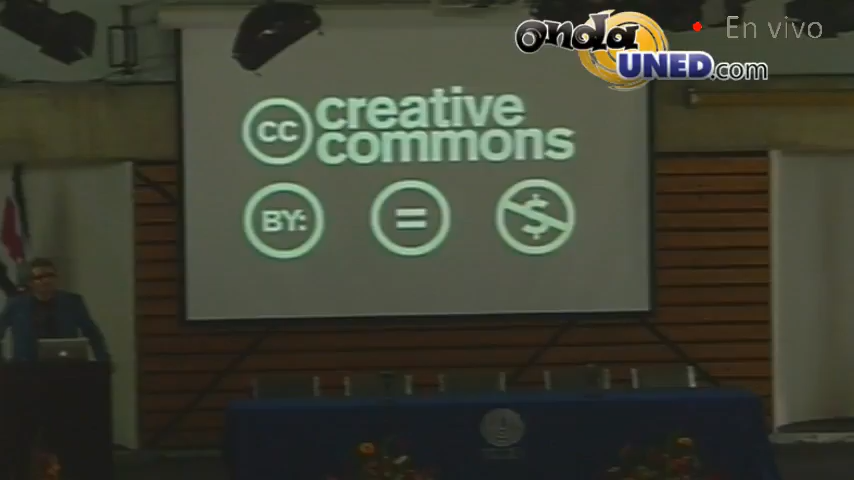 onda
UNED.com
En vivo
cc creative
commons
BY: = $